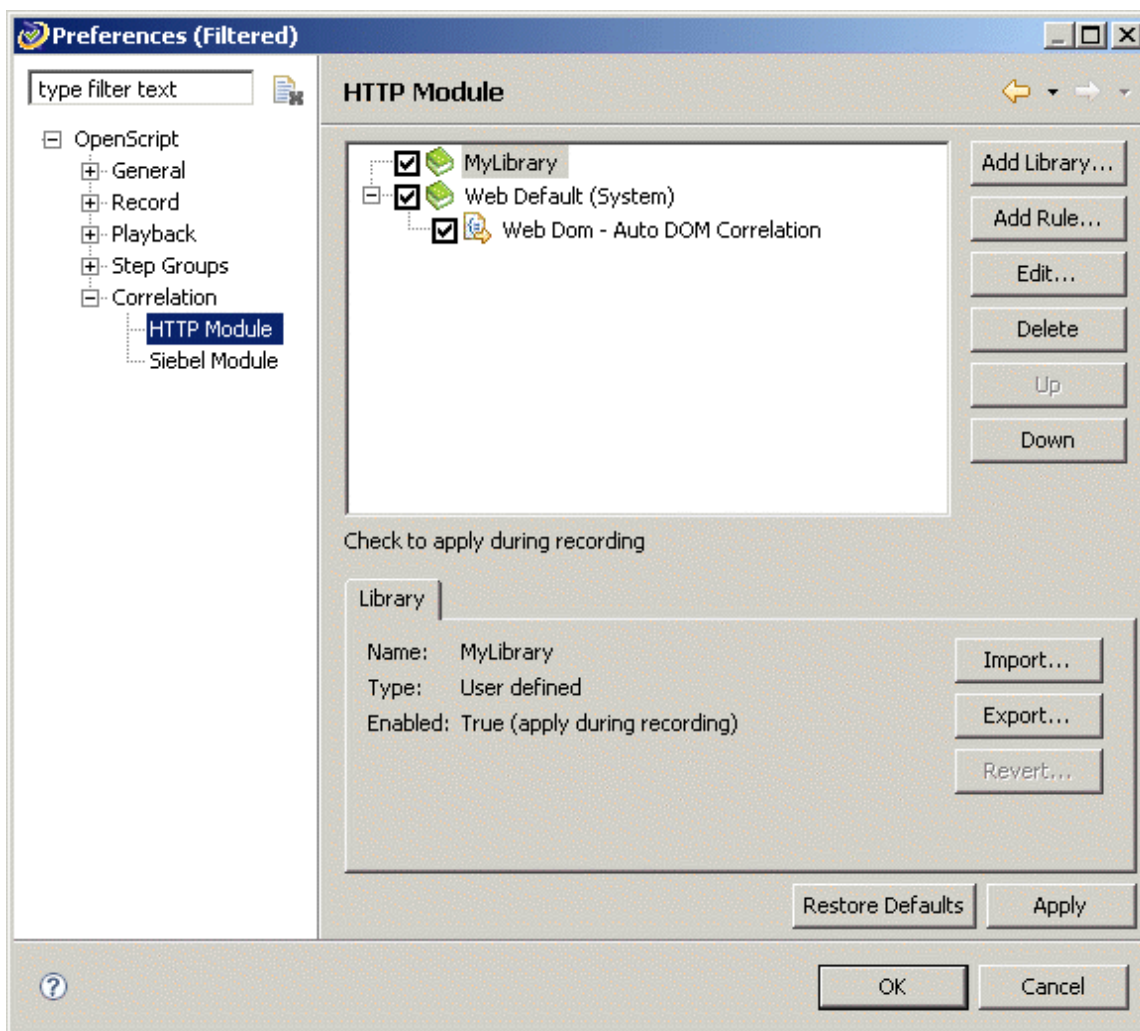 Preferences (Filtered)
type filter text
OpenScript
General
Record
Playback
Step Groups
Correlation
HTTP Module
Siebel Module
HTTP Module
MyLibrary
Web Default (System)
Web Dom - Auto DOM Correlation
Add Library...
Add Rule...
Edit...
Delete
Up
Down
Check to apply during recording
Library
Name: MyLibrary
Type: User defined
Enabled: True (apply during recording)
Import...
Export...
Revert...
Restore Defaults
Apply
?
OK
Cancel